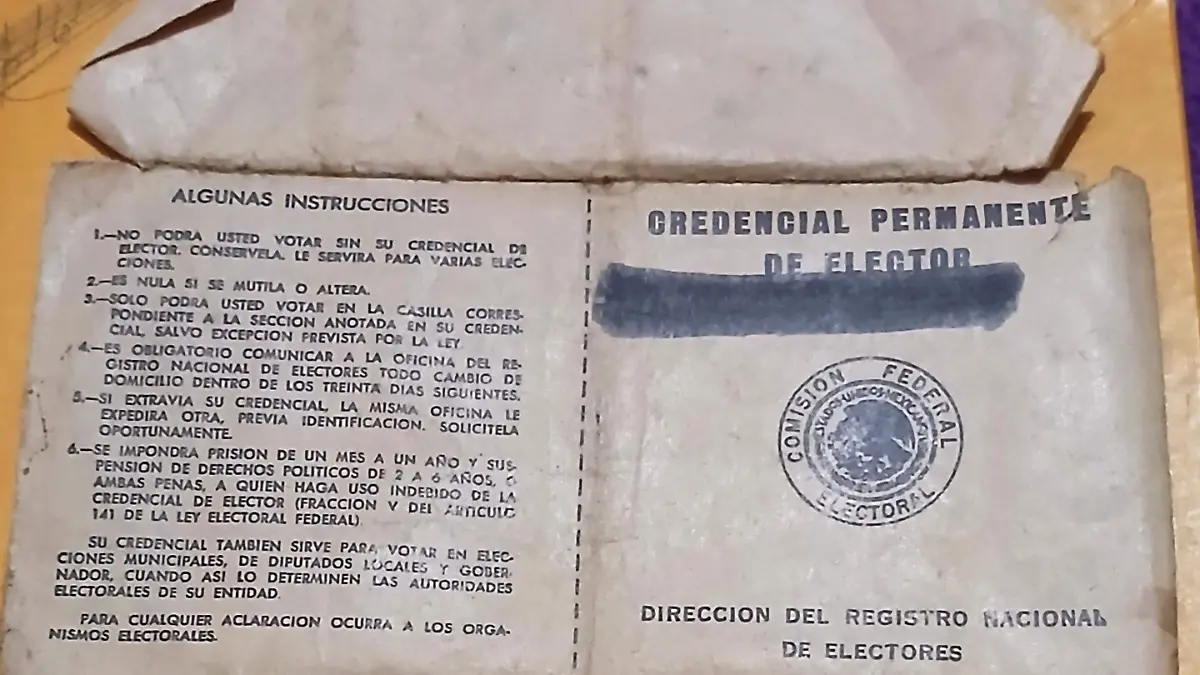 ALGUNAS INSTRUCCIONES
1.—NO PODRA USTED VOTAR SIN SU CREDENCIAL DE
ELECTOR. CONSERVELA. LE SERVIRA PARA VARIAS ELEC-
CIONES.
2.—ES NULA SI SE MUTILA O ALTERA.
3.—SOLO PODRA USTED VOTAR EN LA CASILLA CORRES-
PONDIENTE A LA SECCION ANOTADA EN SU CREDEN-
CIAL, SALVO EXCEPCION PREVISTA POR LA LEY.
4.—ES OBLIGATORIO COMUNICAR A LA OFICINA DEL RE-
GISTRO NACIONAL DE ELECTORES TODO CAMBIO DE
DOMICILIO DENTRO DE LOS TREINTA DIAS SIGUIENTES.
5.—SI EXTRAVIA SU CREDENCIAL, LA MISMA OFICINA LE
EXPEDIRA OTRA, PREVIA IDENTIFICACION. SOLICITELA
OPORTUNAMENTE.
6.—SE IMPONDRA PRISION DE UN MES A UN AÑO Y SUS-
PENSION DE DERECHOS POLITICOS DE 2 A 6 AÑOS, O
AMBAS PENAS, A QUIEN HAGA USO INDEBIDO DE LA
CREDENCIAL DE ELECTOR (FRACCION V DEL ARTICULO
141 DE LA LEY ELECTORAL FEDERAL).
SU CREDENCIAL TAMBIEN SIRVE PARA VOTAR EN ELEC-
CIONES MUNICIPALES, DE DIPUTADOS LOCALES Y GOBER-
NADOR, CUANDO ASI LO DETERMINEN LAS AUTORIDADES
ELECTORALES DE SU ENTIDAD.
PARA CUALQUIER ACLARACION OCURRA A LOS ORGA-
NISMOS ELECTORALES.
CREDENCIAL PERMANENTE
DE ELECTOR
COMISION FEDERAL
ESTADOS UNIDOS MEXICANOS
ELECTORAL
DIRECCION DEL REGISTRO NACIONAL
DE ELECTORES